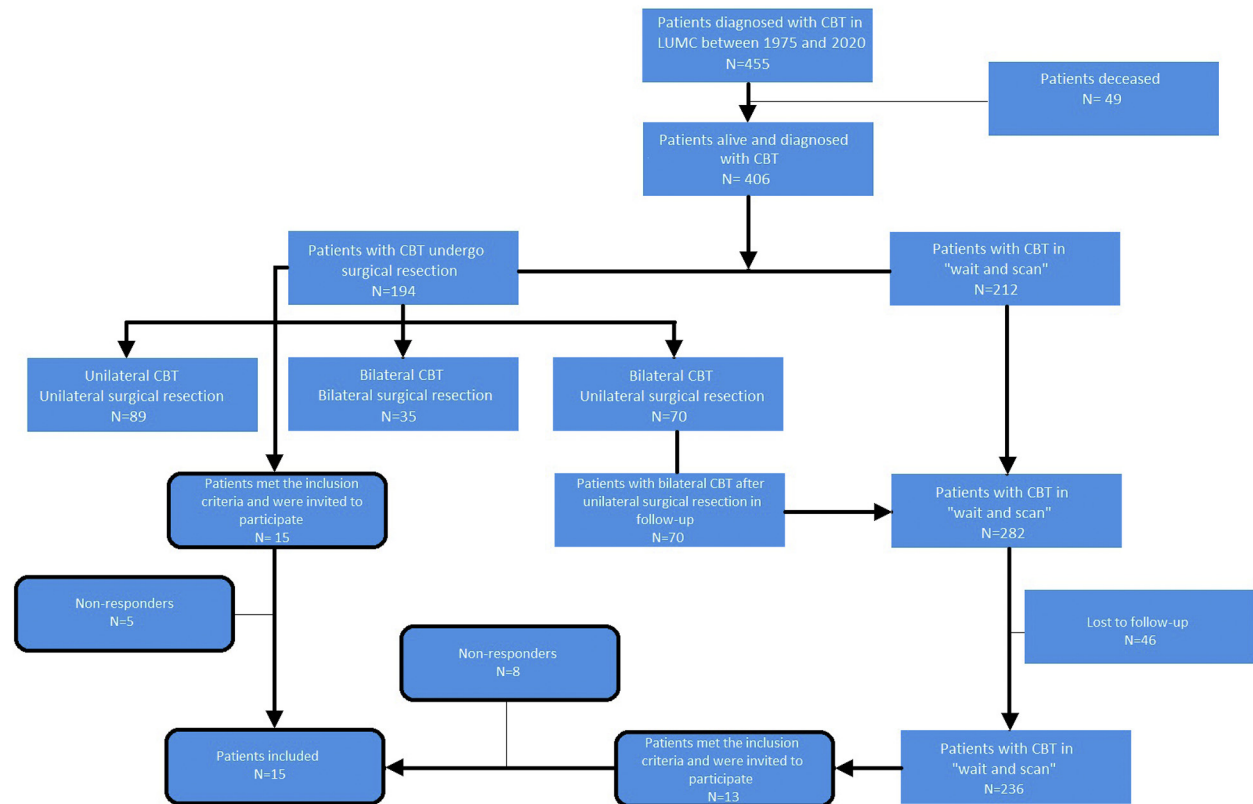 Patients diagnosed with CBT in
LUMC between 1975 and 2020
N=455
Patients deceased
N= 49
Patients alive and diagnosed
with CBT
N= 406
Patients with CBT undergo
surgical resection
N=194
Patients with CBT in
"wait and scan"
N=212
Unilateral CBT
Unilateral surgical resection
N=89
Bilateral CBT
Bilateral surgical resection
N=35
Bilateral CBT
Unilateral surgical resection
N=70
Patients met the inclusion
criteria and were invited to
participate
N= 15
Patients with bilateral CBT after
unilateral surgical resection in
follow-up
N=70
Patients with CBT in
"wait and scan"
N=282
Non-responders
N=5
Non-responders
N=8
Lost to follow-up
N=46
Patients included
N=15
Patients met the inclusion
criteria and were invited to
participate
N=13
Patients with CBT in
"wait and scan"
N=236